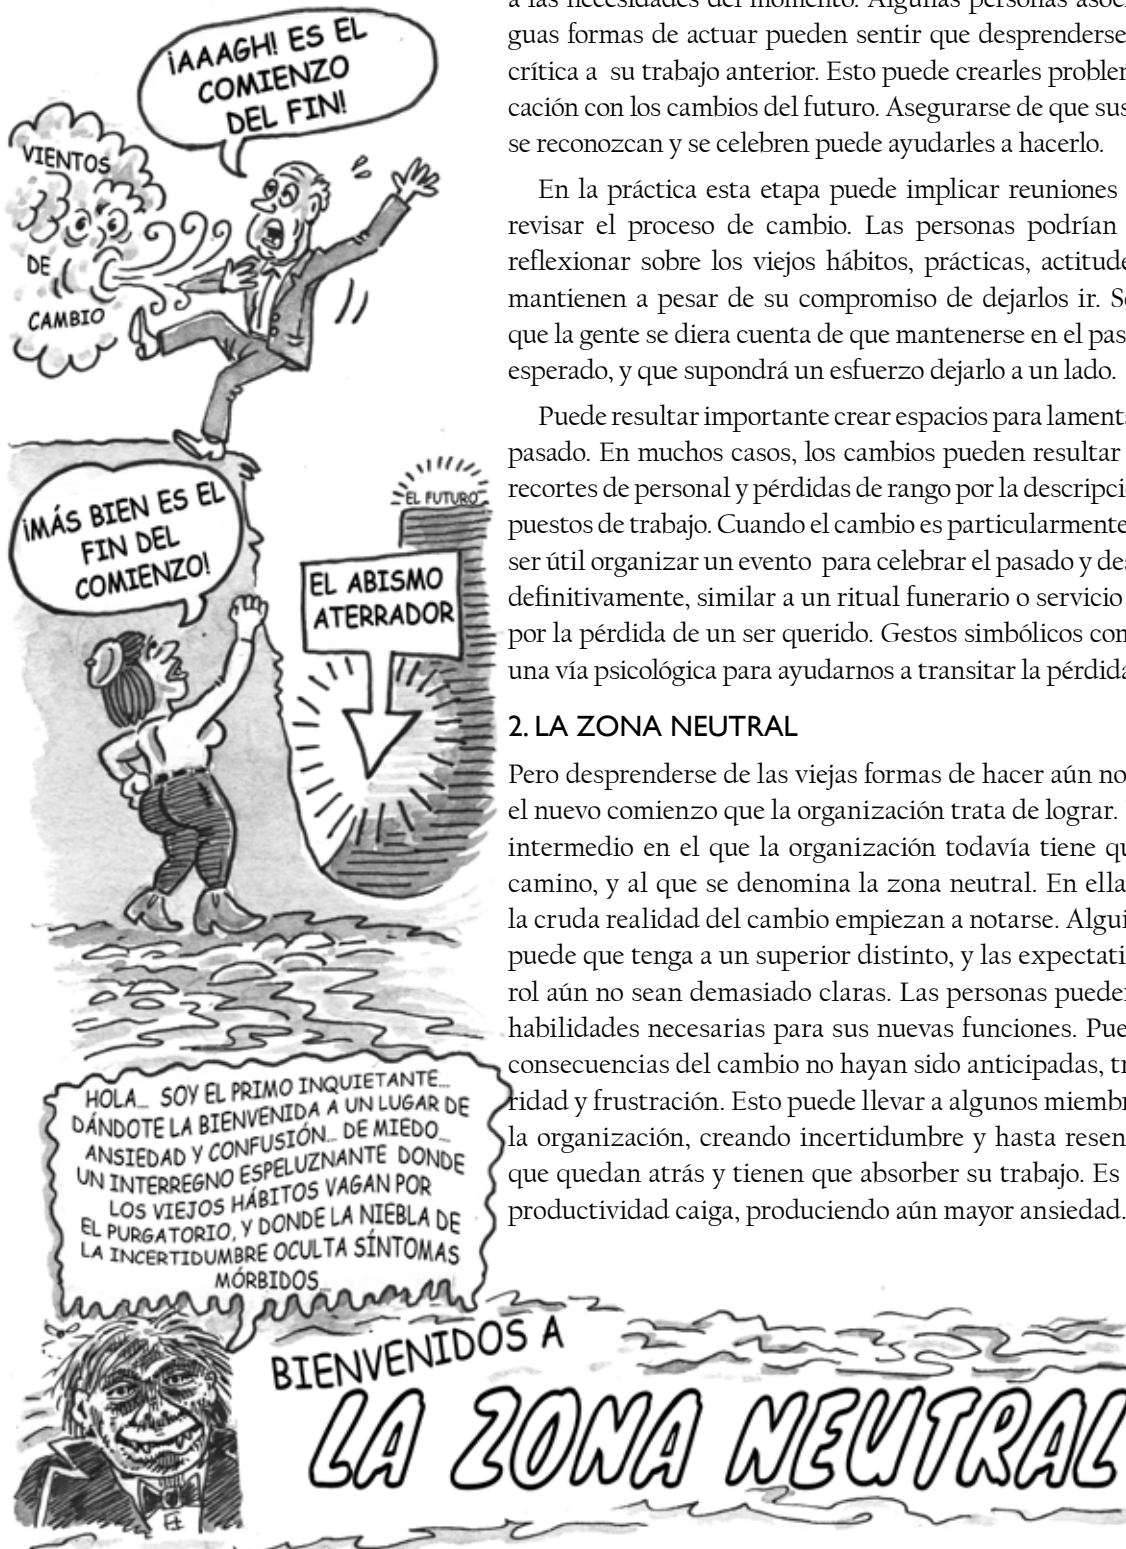 ¡AAAGH! ES EL
COMIENZO
DEL FIN!
VIENTOS
DE
CAMBIO
¡MÁS BIEN ES EL
FIN DEL
COMIENZO!
EL FUTURO
EL ABISMO
ATERRADOR
HOLA... SOY EL PRIMO INQUIETANTE...
DÁNDOTE LA BIENVENIDA A UN LUGAR DE
ANSIEDAD Y CONFUSIÓN... DE MIEDO...
UN INTERREGNO ESPELUZNANTE DONDE
LOS VIEJOS HÁBITOS VAGAN POR
EL PURGATORIO, Y DONDE LA NIEBLA DE
LA INCERTIDUMBRE OCULTA SÍNTOMAS
MÓRBIDOS...
a las necesidades del momento. Algunas personas asoci
guas formas de actuar pueden sentir que desprenderse
crítica a su trabajo anterior. Esto puede crearles probler
cación con los cambios del futuro. Asegurarse de que sus
se reconozcan y se celebren puede ayudarles a hacerlo.
En la práctica esta etapa puede implicar reuniones
revisar el proceso de cambio. Las personas podrían
reflexionar sobre los viejos hábitos, prácticas, actitude
mantienen a pesar de su compromiso de dejarlos ir. Se
que la gente se diera cuenta de que mantenerse en el pas
esperado, y que supondrá un esfuerzo dejarlo a un lado.
Puede resultar importante crear espacios para lamenta
pasado. En muchos casos, los cambios pueden resultar
recortes de personal y pérdidas de rango por la descripci
puestos de trabajo. Cuando el cambio es particularmente
ser útil organizar un evento para celebrar el pasado y des
definitivamente, similar a un ritual funerario o servicio
por la pérdida de un ser querido. Gestos simbólicos con
una vía psicológica para ayudarnos a transitar la pérdida
2. LA ZONA NEUTRAL
Pero desprenderse de las viejas formas de hacer aún no
el nuevo comienzo que la organización trata de lograr.
intermedio en el que la organización todavía tiene qu
camino, y al que se denomina la zona neutral. En ella
la cruda realidad del cambio empiezan a notarse. Algui
puede que tenga a un superior distinto, y las expectati
rol aún no sean demasiado claras. Las personas puede
habilidades necesarias para sus nuevas funciones. Pue
consecuencias del cambio no hayan sido anticipadas, tr
ridad y frustración. Esto puede llevar a algunos miembr
la organización, creando incertidumbre y hasta resen
que quedan atrás y tienen que absorber su trabajo. Es
productividad caiga, produciendo aún mayor ansiedad.
BIENVENIDOS A
LA ZONA NEUTRAL